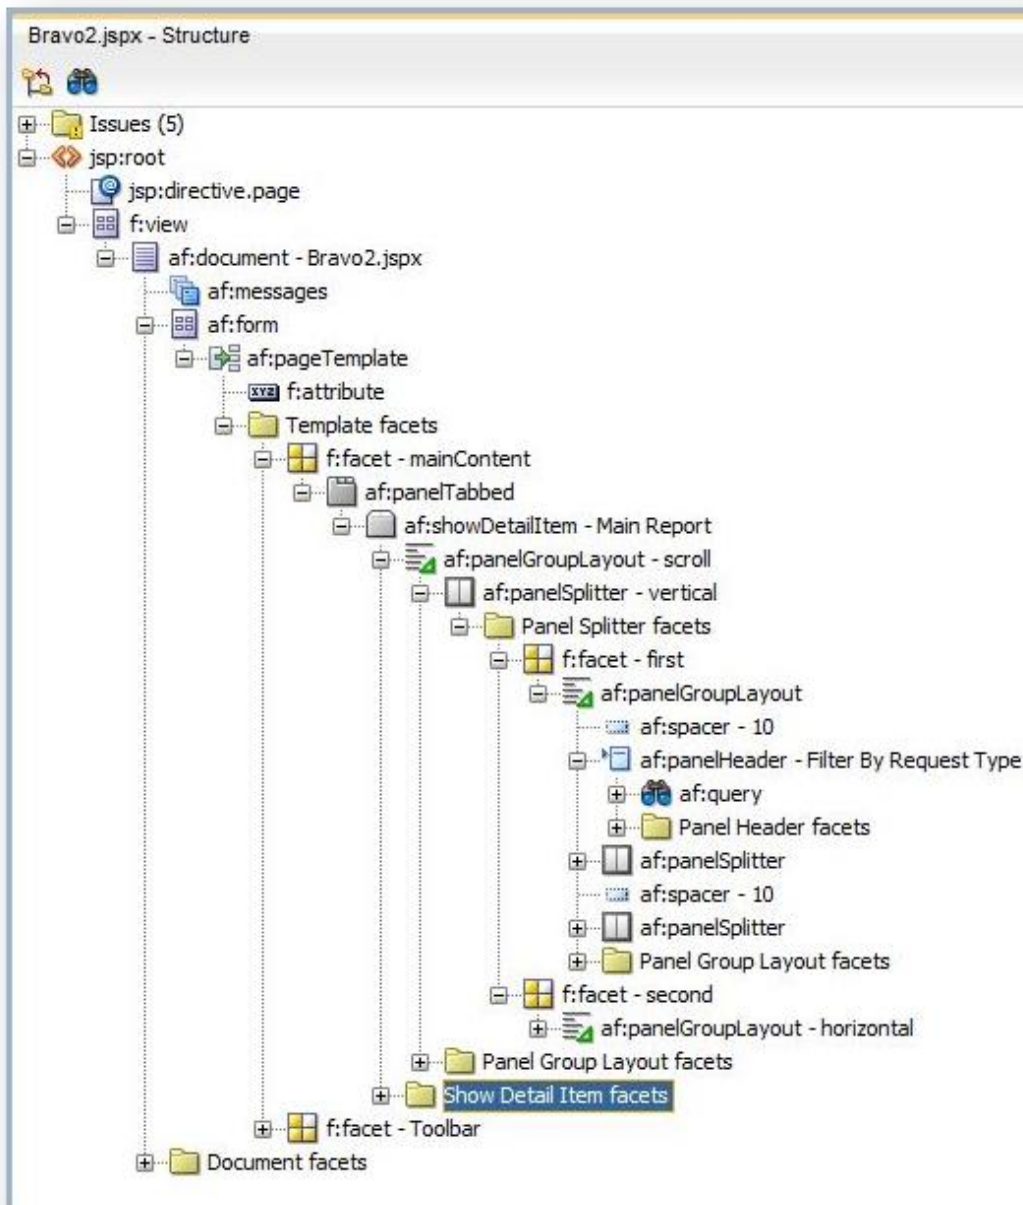 Bravo2.jspx - Structure
Issues (5)
jsp:root
jsp:directive.page
f:view
af:document - Bravo2.jspx
af:messages
af:form
af:pageTemplate
XYZ f:attribute
Template facets
f:facet - mainContent
af:panelTabbed
af:showDetailItem - Main Report
af:panelGroupLayout - scroll
af:panelSplitter - vertical
Panel Splitter facets
f:facet - first
af:panelGroupLayout
af:spacer - 10
af:panelHeader - Filter By Request Type
af:query
Panel Header facets
af:panelSplitter
af:spacer - 10
af:panelSplitter
Panel Group Layout facets
f:facet - second
af:panelGroupLayout - horizontal
Panel Group Layout facets
Show Detail Item facets
f:facet - Toolbar
Document facets